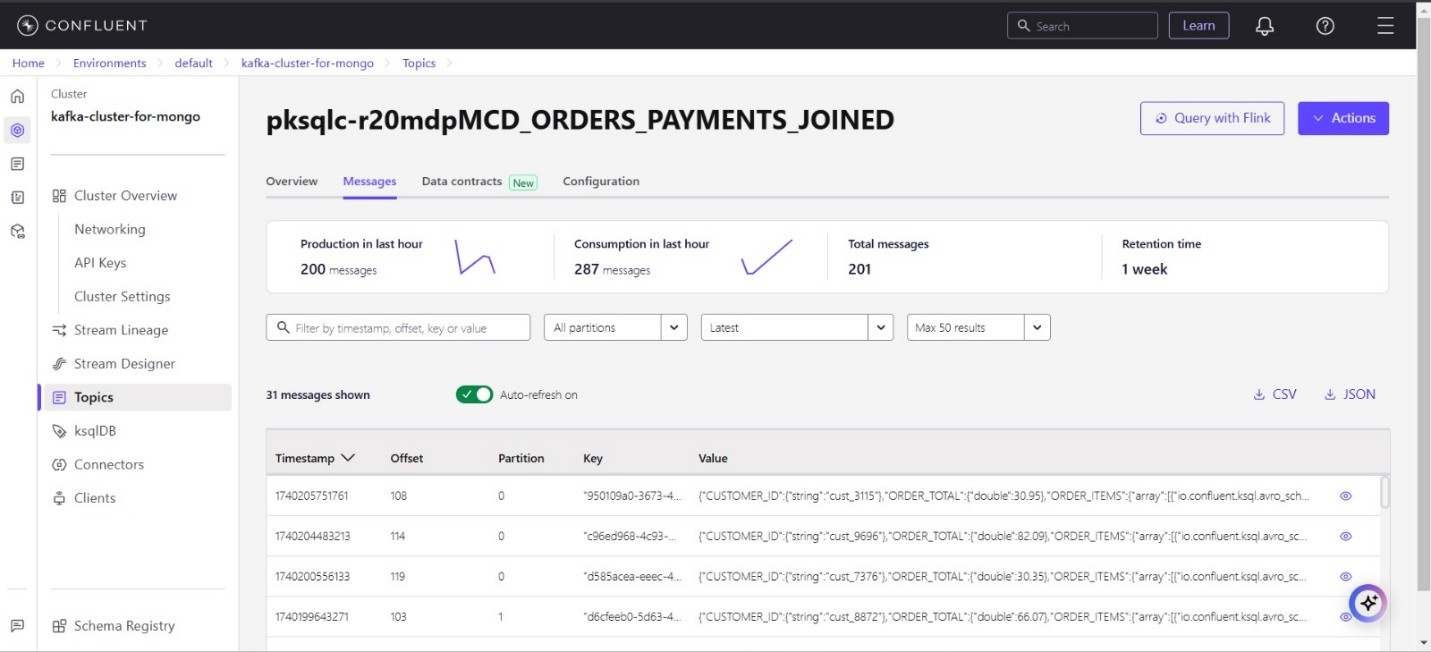 CONFLUENT
Search
Learn
Home > Environments > default > kafka-cluster-for-mongo > Topics >
Cluster
kafka-cluster-for-mongo
Cluster Overview
Networking
API Keys
Cluster Settings
Stream Lineage
Stream Designer
Topics
ksqlDB
Connectors
Clients
Schema Registry
pksqlc-r20mdpMCD_ORDERS_PAYMENTS_JOINED
Query with Flink
Actions
Overview Messages Data contracts New Configuration
Production in last hour
200 messages
Consumption in last hour
287 messages
Total messages
201
Retention time
1 week
Filter by timestamp, offset, key or value
All partitions
Latest
Max 50 results
31 messages shown
Auto-refresh on
CSV
JSON
Timestamp Offset Partition Key Value
1740205751761 108 0 "950109a0-3673-4... {"CUSTOMER_ID":{"string":"cust_3115"},"ORDER_TOTAL":{"double":30.95},"ORDER_ITEMS":{"array":[{"io.confluent.ksql.avro_sch...
1740204483213 114 0 "c96ed968-4c93-... {"CUSTOMER_ID":{"string":"cust_9696"},"ORDER_TOTAL":{"double":82.09},"ORDER_ITEMS":{"array":[{"io.confluent.ksql.avro_sc...
1740200556133 119 0 "d585acea-eeec-4... {"CUSTOMER_ID":{"string":"cust_7376"},"ORDER_TOTAL":{"double":30.35},"ORDER_ITEMS":{"array":[{"io.confluent.ksql.avro_sc...
1740199643271 103 1 "d6cfeeb0-5d63-4... {"CUSTOMER_ID":{"string":"cust_8872"},"ORDER_TOTAL":{"double":66.07},"ORDER_ITEMS":{"array":[{"io.confluent.ksql.avro_sc...